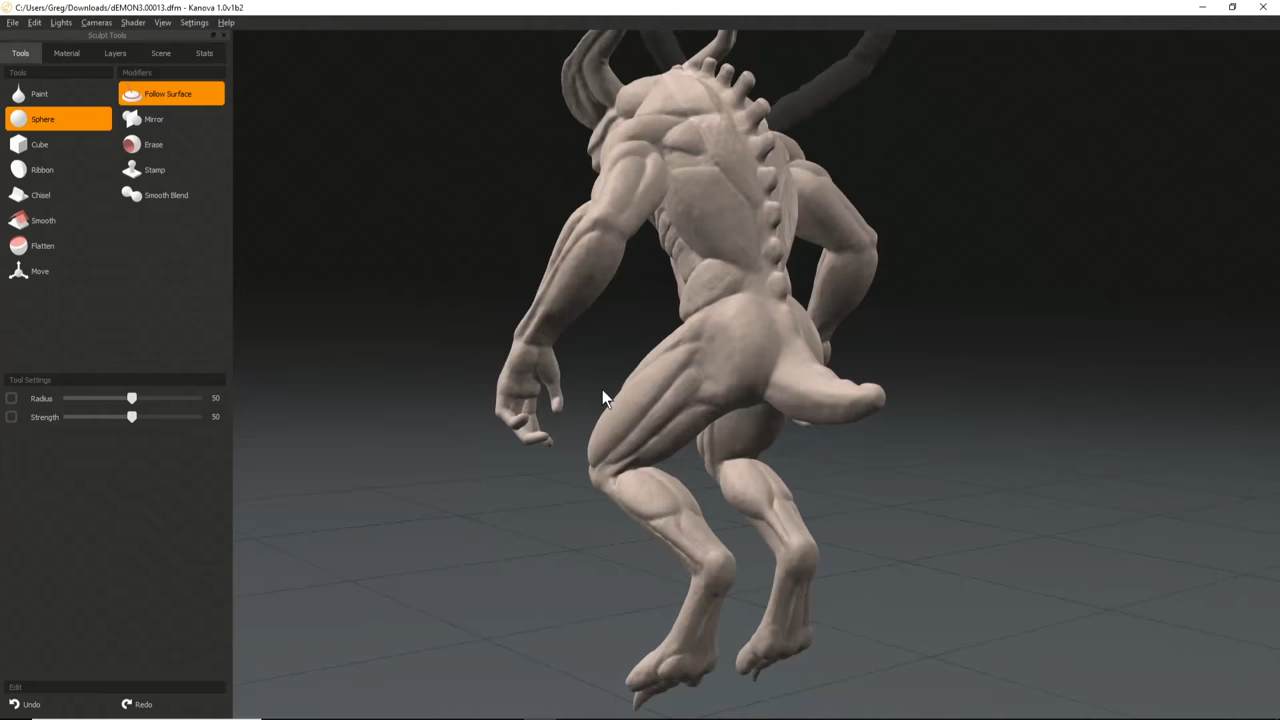 C:/Users/Greg/Downloads/dEMON3.00013.dfm - Kanova 1.0v1b2
File Edit Lights Cameras Shader View Settings Help
Sculpt Tools
Tools Material Layers Scene Stats
Tools Modifiers
Paint Follow Surface
Sphere Mirror
Cube Erase
Ribbon Stamp
Chisel Smooth Blend
Smooth
Flatten
Move
Tool Settings
Radius 50
Strength 50
Edit
Undo Redo